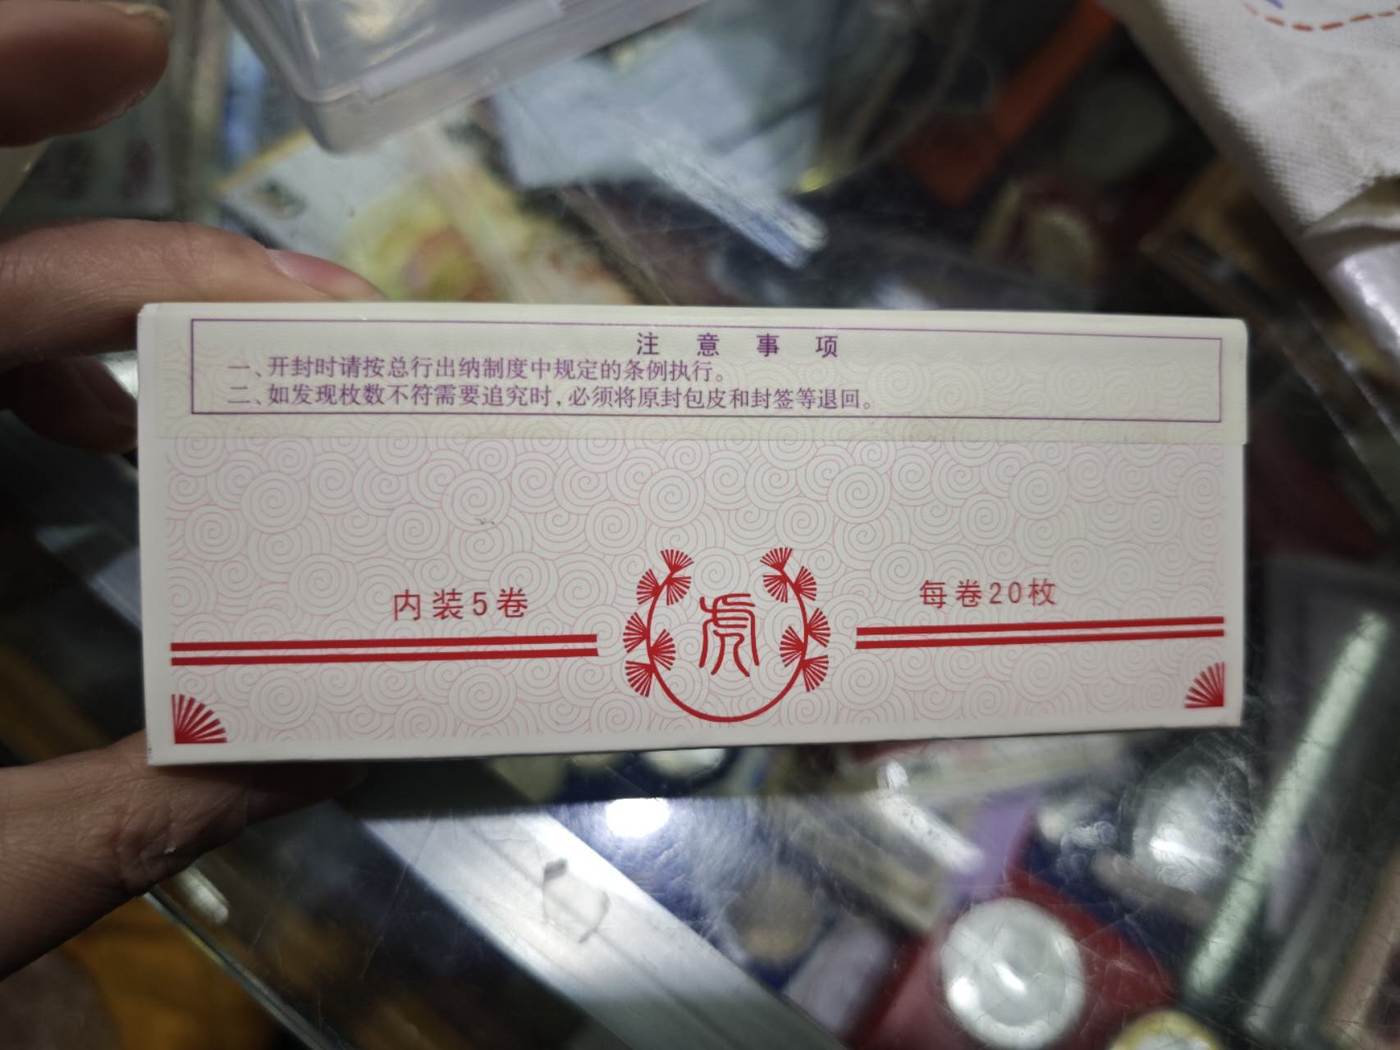 注意事项
一、开封时请按总行出纳制度中规定的条例执行。
二、如发现枚数不符需要追究时,必须将原封包皮和封签等退回。
内装5卷
每卷20枚
虎